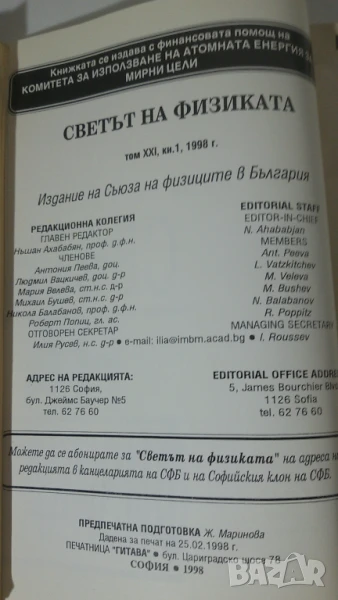 Книжката се издава с финансовата помощ на
КОМИТЕТА ЗА ИЗПОЛЗВАНЕ НА АТОМНАТА ЕНЕРГИЯ
МИРНИ ЦЕЛИ
СВЕТЪТ НА ФИЗИКАТА
том XXI, кн.1, 1998 г.
Издание на Съюза на физиците в България
РЕДАКЦИОННА КОЛЕГИЯ
ГЛАВЕН РЕДАКТОР
Нъшан Ахабабян, проф. д.ф.н.
ЧЛЕНОВЕ
Антония Пеева, доц.
Людмил Вацкичев, доц. д-р
Мария Велева, ст.н.с. д-р
Михаил Бушев, ст.н.с. д.ф.н.
Никола Балабанов, проф. д.ф.н.
Роберт Попиц, гл. ас.
ОТГОВОРЕН СЕКРЕТАР
Илия Русев, н.с. д-р • e-mail: ilia@imbm.acad.bg • I. Roussev
EDITORIAL STAFF
EDITOR-IN-CHIEF
N. Ahababjan
MEMBERS
Ant. Peeva
L. Vatzkitchev
M. Veleva
M. Bushev
N. Balabanov
R. Poppitz
MANAGING SECRETARY
АДРЕС НА РЕДАКЦИЯТА:
1126 София,
бул. Джеймс Баучер №5
тел. 62 76 60
EDITORIAL OFFICE ADDRE
5, James Bourchier Blvd
1126 Sofia
tel. 62 76 60
Можете да се абонирате за "Светът на физиката" на адреса на
редакцията в канцеларията на СФБ и на Софийския клон на СФБ.
ПРЕДПЕЧАТНА ПОДГОТОВКА Ж. Маринова
Дадена за печат на 25.02.1998 г.
ПЕЧАТНИЦА "ГИТАВА" • бул. Цариградско шосе 78
СОФИЯ • 1998
bazar.bg